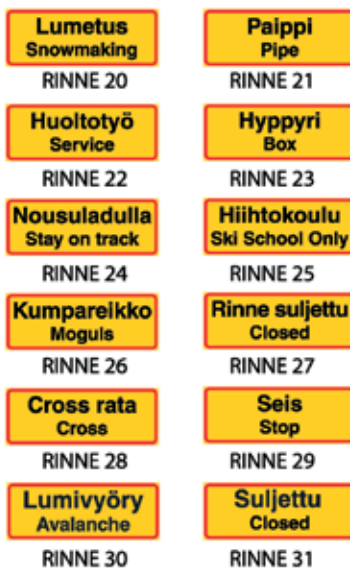 Lumetus
Snowmaking
RINNE 20
Paippi
Pipe
RINNE 21
Huoltotyö
Service
RINNE 22
Hyppyri
Box
RINNE 23
Nousuladulla
Stay on track
RINNE 24
Hiihtokoulu
Ski School Only
RINNE 25
Kumpareikko
Moguls
RINNE 26
Rinne suljettu
Closed
RINNE 27
Cross rata
Cross
RINNE 28
Seis
Stop
RINNE 29
Lumivyöry
Avalanche
RINNE 30
Suljettu
Closed
RINNE 31